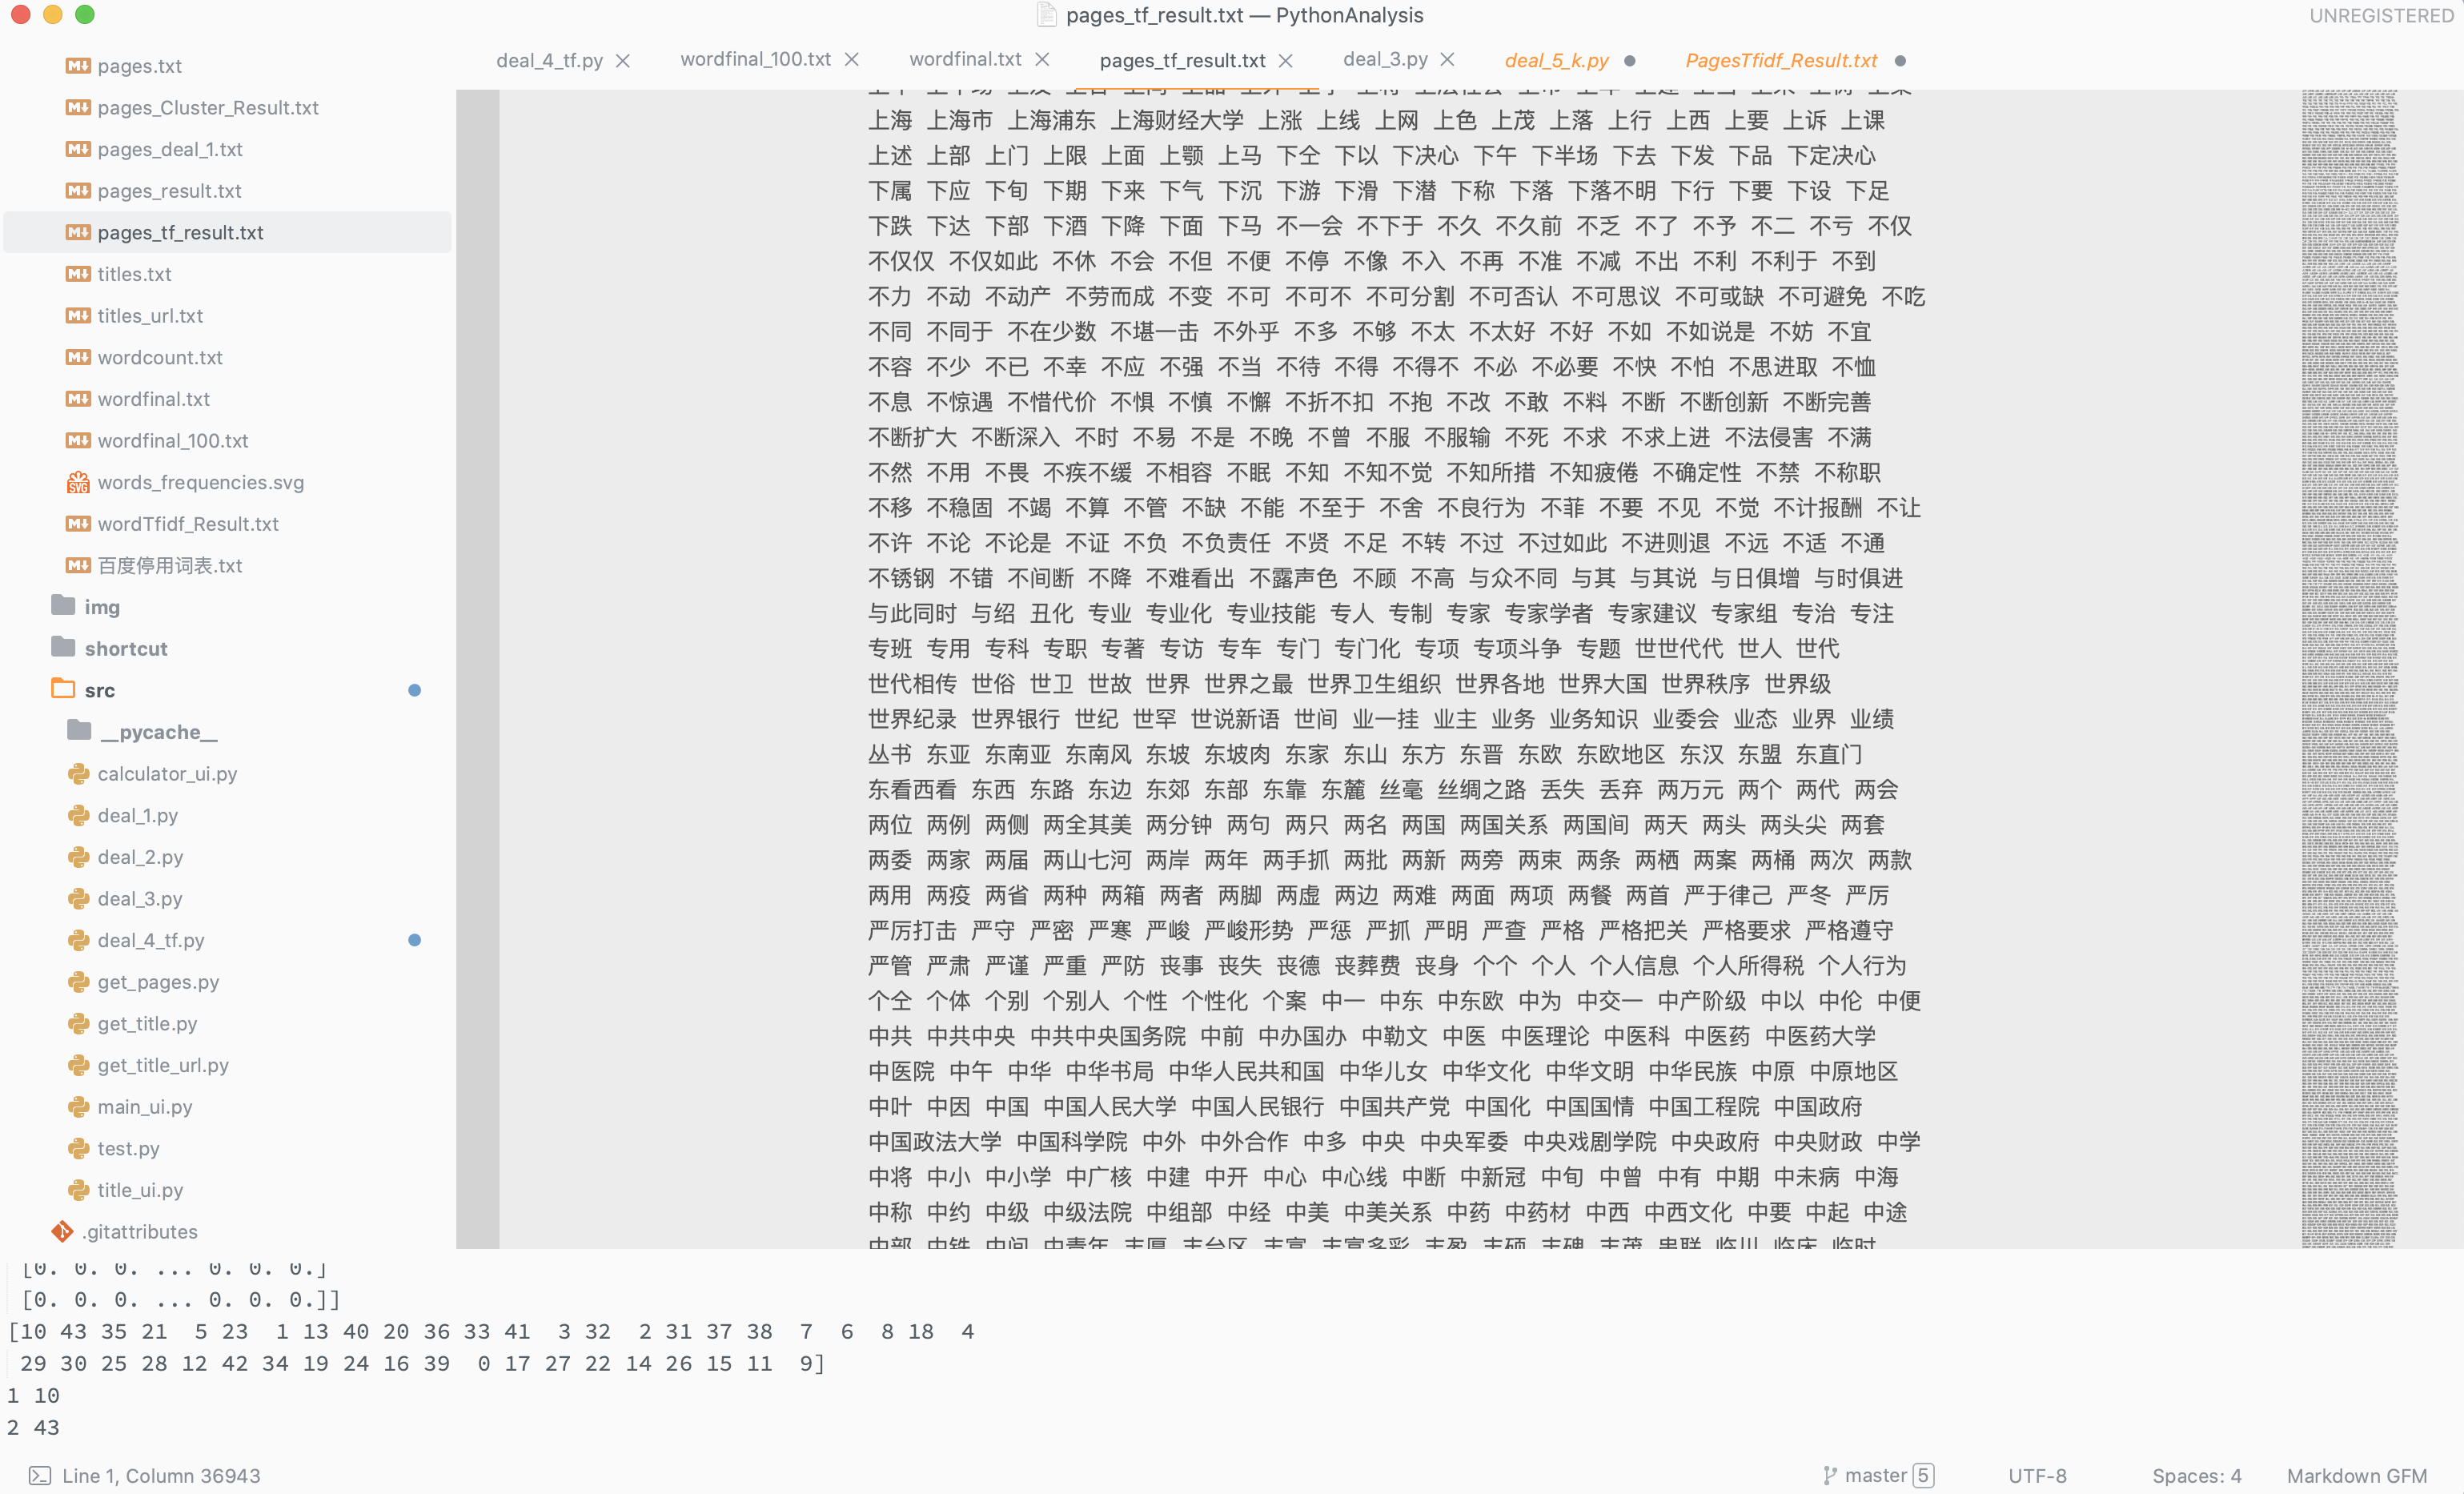 pages_tf_result.txt — PythonAnalysis
UNREGISTERED
deal_4_tf.py
wordfinal_100.txt
wordfinal.txt
pages_tf_result.txt
deal_3.py
deal_5_k.py
PagesTfidf_Result.txt
pages.txt
pages_Cluster_Result.txt
pages_deal_1.txt
pages_result.txt
pages_tf_result.txt
titles.txt
titles_url.txt
wordcount.txt
wordfinal.txt
wordfinal_100.txt
words_frequencies.svg
wordTfidf_Result.txt
百度停用词表.txt
img
shortcut
src
__pycache__
calculator_ui.py
deal_1.py
deal_2.py
deal_3.py
deal_4_tf.py
get_pages.py
get_title.py
get_title_url.py
main_ui.py
test.py
title_ui.py
.gitattributes
上海 上海市 上海浦东 上海财经大学 上涨 上线 上网 上色 上茂 上落 上行 上西 上要 上诉 上课
上述 上部 上门 上限 上面 上颚 上马 下仝 下以 下决心 下午 下半场 下去 下发 下品 下定决心
下属 下应 下旬 下期 下来 下气 下沉 下游 下滑 下潜 下称 下落 下落不明 下行 下要 下设 下足
下跌 下达 下部 下酒 下降 下面 下马 不一会 不下于 不久 不久前 不乏 不了 不予 不二 不亏 不仅
不仅仅 不仅如此 不休 不会 不但 不便 不停 不像 不入 不再 不准 不减 不出 不利 不利于 不到
不力 不动 不动产 不劳而成 不变 不可 不可不 不可分割 不可否认 不可思议 不可或缺 不可避免 不吃
不同 不同于 不在少数 不堪一击 不外乎 不多 不够 不太 不太好 不好 不如 不如说是 不妨 不宜
不容 不少 不已 不幸 不应 不强 不当 不待 不得 不得不 不必 不必要 不快 不怕 不思进取 不恤
不息 不惊遇 不惜代价 不惧 不慎 不懈 不折不扣 不抱 不改 不敢 不料 不断 不断创新 不断完善
不断扩大 不断深入 不时 不易 不是 不晚 不曾 不服 不服输 不死 不求 不求上进 不法侵害 不满
不然 不用 不畏 不疾不缓 不相容 不眠 不知 不知不觉 不知所措 不知疲倦 不确定性 不禁 不称职
不移 不稳固 不竭 不算 不管 不缺 不能 不至于 不舍 不良行为 不菲 不要 不见 不觉 不计报酬 不让
不许 不论 不论是 不证 不负 不负责任 不贤 不足 不转 不过 不过如此 不进则退 不远 不适 不通
不锈钢 不错 不间断 不降 不难看出 不露声色 不顾 不高 与众不同 与其 与其说 与日俱增 与时俱进
与此同时 与绍 丑化 专业 专业化 专业技能 专人 专制 专家 专家学者 专家建议 专家组 专治 专注
专班 专用 专科 专职 专著 专访 专车 专门 专门化 专项 专项斗争 专题 世世代代 世人 世代
世代相传 世俗 世卫 世故 世界 世界之最 世界卫生组织 世界各地 世界大国 世界秩序 世界级
世界纪录 世界银行 世纪 世罕 世说新语 世间 业一挂 业主 业务 业务知识 业委会 业态 业界 业绩
丛书 东亚 东南亚 东南风 东坡 东坡肉 东家 东山 东方 东晋 东欧 东欧地区 东汉 东盟 东直门
东看西看 东西 东路 东边 东郊 东部 东靠 东麓 丝毫 丝绸之路 丢失 丢弃 两万元 两个 两代 两会
两位 两例 两侧 两全其美 两分钟 两句 两只 两名 两国 两国关系 两国间 两天 两头 两头尖 两套
两委 两家 两届 两山七河 两岸 两年 两手抓 两批 两新 两旁 两束 两条 两栖 两案 两桶 两次 两款
两用 两疫 两省 两种 两箱 两者 两脚 两虚 两边 两难 两面 两项 两餐 两首 严于律己 严冬 严厉
严厉打击 严守 严密 严寒 严峻 严峻形势 严惩 严抓 严明 严查 严格 严格把关 严格要求 严格遵守
严管 严肃 严谨 严重 严防 丧事 丧失 丧德 丧葬费 丧身 个个 个人 个人信息 个人所得税 个人行为
个仝 个体 个别 个别人 个性 个性化 个案 中一 中东 中东欧 中为 中交一 中产阶级 中以 中伦 中便
中共 中共中央 中共中央国务院 中前 中办国办 中勒文 中医 中医理论 中医科 中医药 中医药大学
中医院 中午 中华 中华书局 中华人民共和国 中华儿女 中华文化 中华文明 中华民族 中原 中原地区
中叶 中因 中国 中国人民大学 中国人民银行 中国共产党 中国化 中国国情 中国工程院 中国政府
中国政法大学 中国科学院 中外 中外合作 中多 中央 中央军委 中央戏剧学院 中央政府 中央财政 中学
中将 中小 中小学 中广核 中建 中开 中心 中心线 中断 中新冠 中旬 中曾 中有 中期 中未病 中海
中称 中约 中级 中级法院 中组部 中经 中美 中美关系 中药 中药材 中西 中西文化 中要 中起 中途
中部 中铁 中间 中青年 丰厚 丰台区 丰富 丰富多彩 丰盈 丰硕 丰碑 丰茂 串联 临川 临床 临时
[0. 0. 0. ... 0. 0. 0.]
[0. 0. 0. ... 0. 0. 0.]]
[10 43 35 21 5 23 1 13 40 20 36 33 41 3 32 2 31 37 38 7 6 8 18 4
29 30 25 28 12 42 34 19 24 16 39 0 17 27 22 14 26 15 11 9]
1 10
2 43
Line 1, Column 36943
master 5
UTF-8
Spaces: 4
Markdown GFM